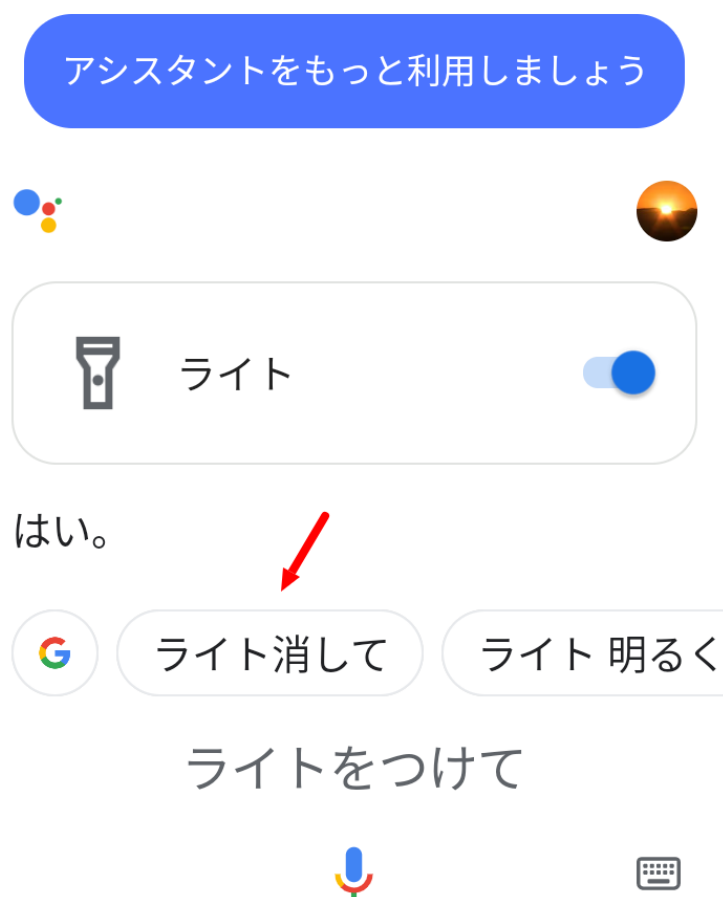 アシスタントをもっと利用しましょう
ライト
はい。
ライト消して
ライト 明るく
ライトをつけて